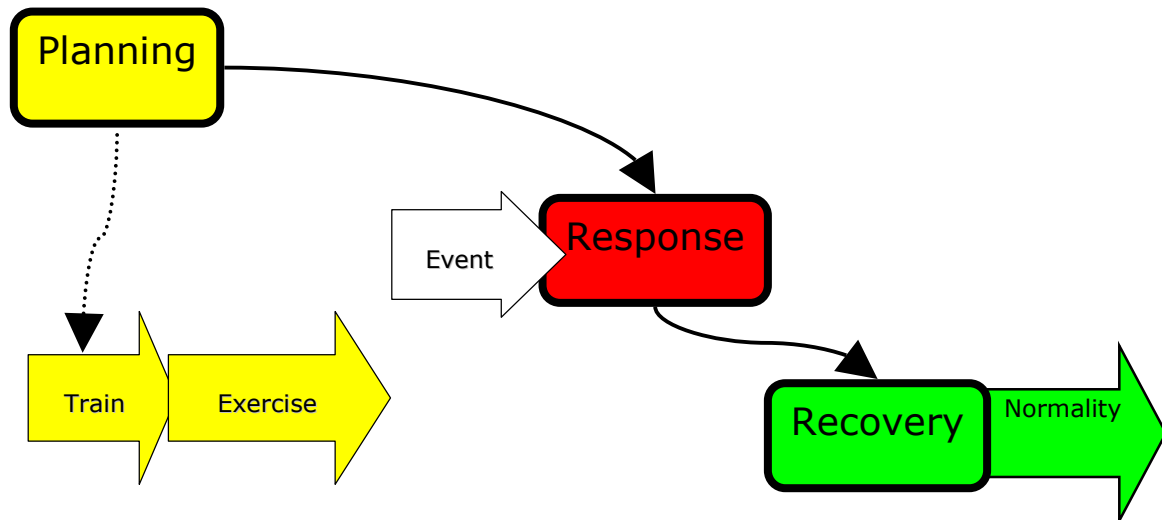 Planning
Response
Event
Train
Exercise
Recovery
Normality